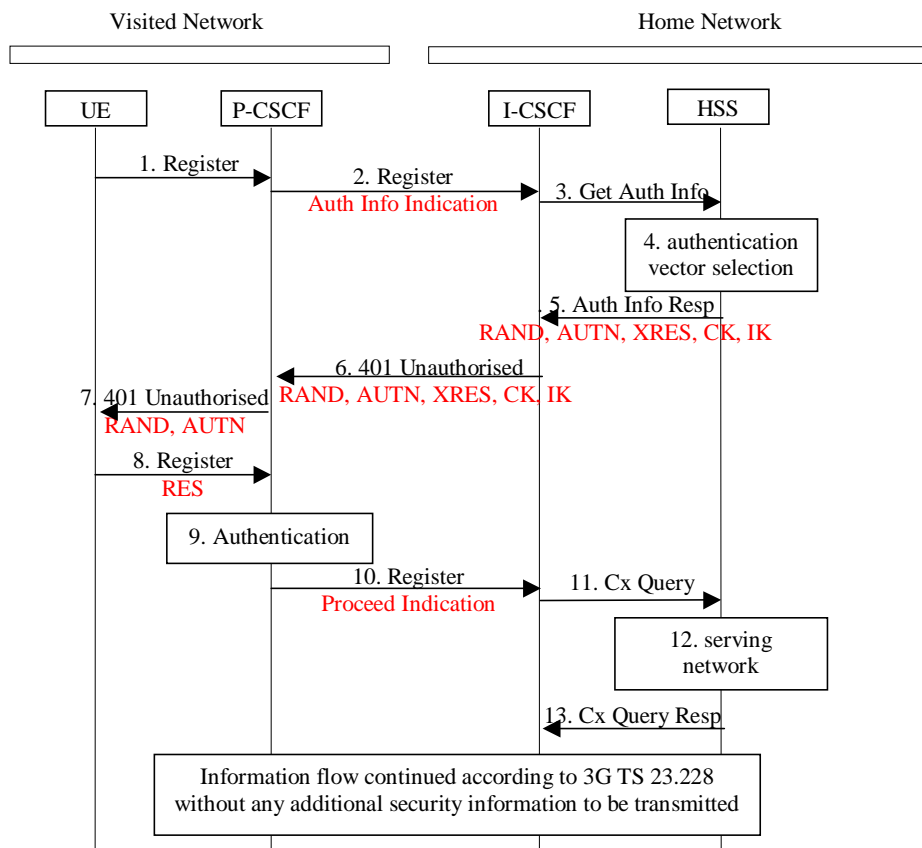 Visited Network
Home Network
UE
P-CSCF
I-CSCF
HSS
1. Register
2. Register
Auth Info Indication
3. Get Auth Info
4. authentication
vector selection
. 5. Auth Info Resp
RAND, AUTN, XRES, CK, IK
6. 401 Unauthorised
RAND, AUTN, XRES, CK, IK
7. 401 Unauthorised
RAND, AUTN
8. Register
RES
9. Authentication
10. Register
Proceed Indication
11. Cx Query
12. serving
network
13. Cx Query Resp
Information flow continued according to 3G TS 23.228
without any additional security information to be transmitted